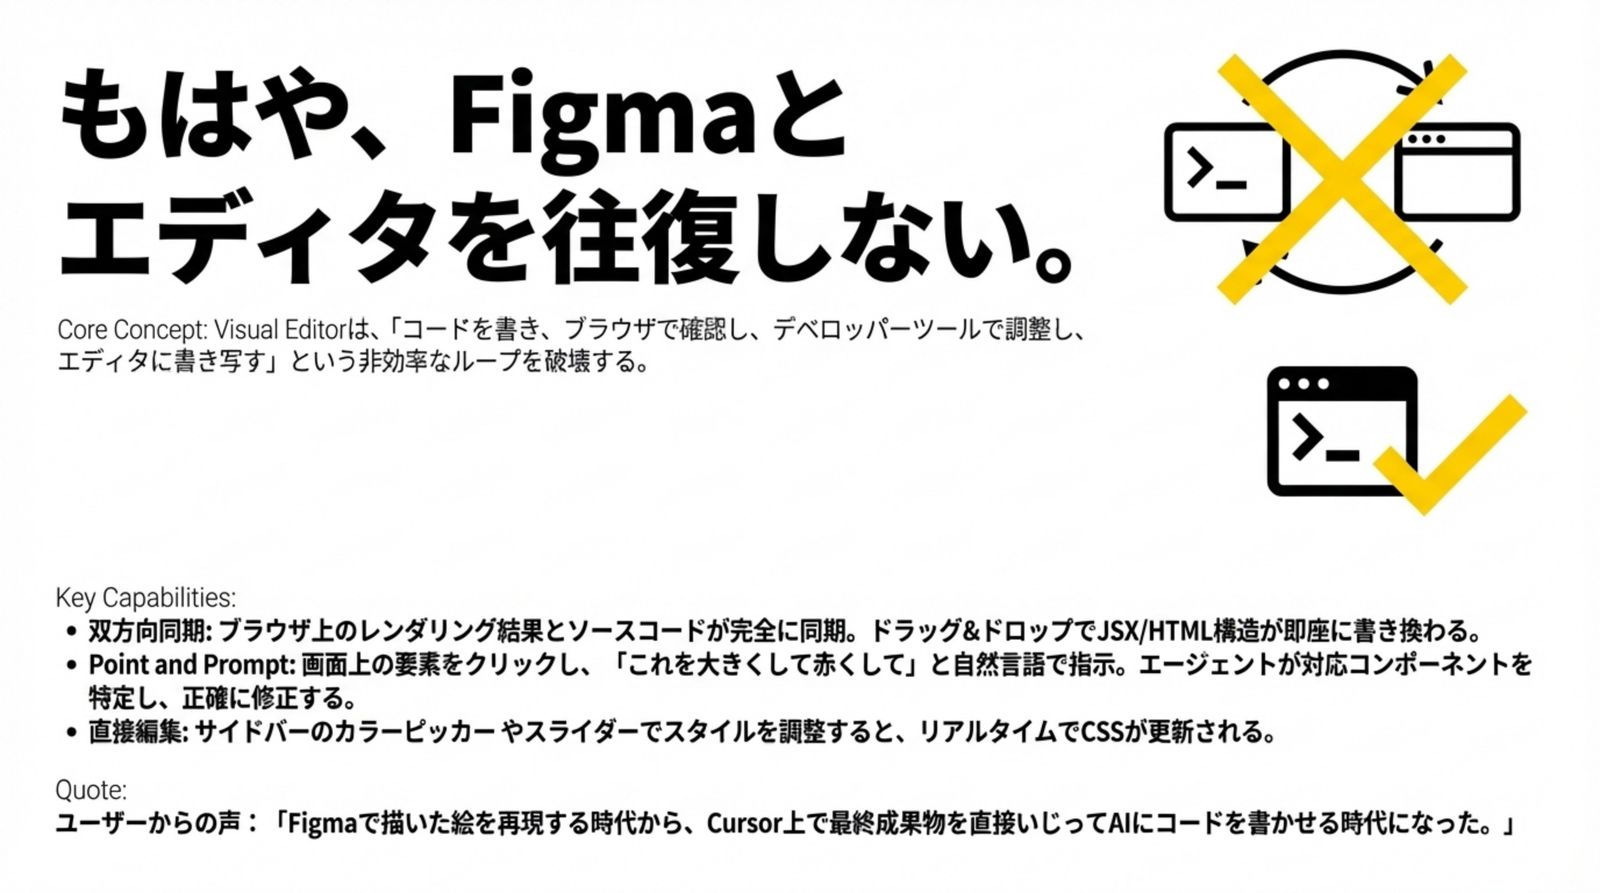 もはや、Figmaと
エディタを往復しない。
Core Concept: Visual Editorは、「コードを書き、ブラウザで確認し、デベロッパーツールで調整し、
エディタに書き写す」という非効率なループを破壊する。
Key Capabilities:
• 双方向同期: ブラウザ上のレンダリング結果とソースコードが完全に同期。ドラッグ&ドロップでJSX/HTML構造が即座に書き換わる。
• Point and Prompt: 画面上の要素をクリックし、「これを大きくして赤くして」と自然言語で指示。エージェントが対応コンポーネントを
特定し、正確に修正する。
• 直接編集: サイドバーのカラーピッカー やスライダーでスタイルを調整すると、リアルタイムでCSSが更新される。
Quote:
ユーザーからの声：「Figmaで描いた絵を再現する時代から、Cursor上で最終成果物を直接いじってAIにコードを書かせる時代になった。」